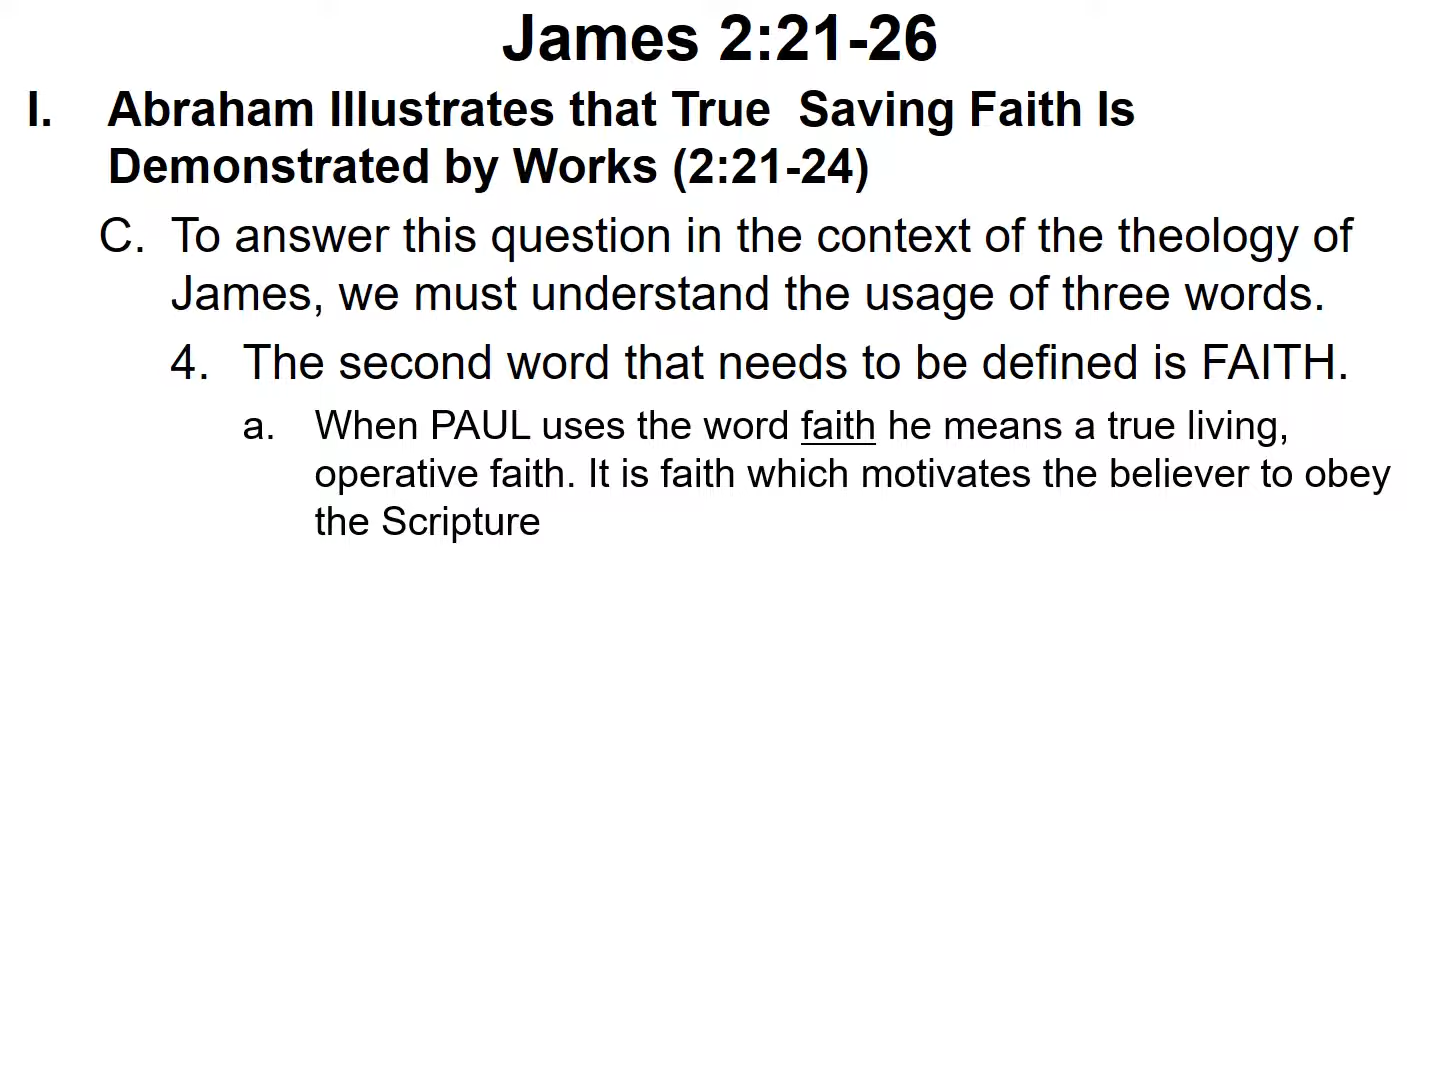 James 2:21-26
I. Abraham Illustrates that True  Saving Faith Is
Demonstrated by Works (2:21-24)
C. To answer this question in the context of the theology of
James, we must understand the usage of three words.
4. The second word that needs to be defined is FAITH.
a. When PAUL uses the word faith he means a true living,
operative faith. It is faith which motivates the believer to obey
the Scripture